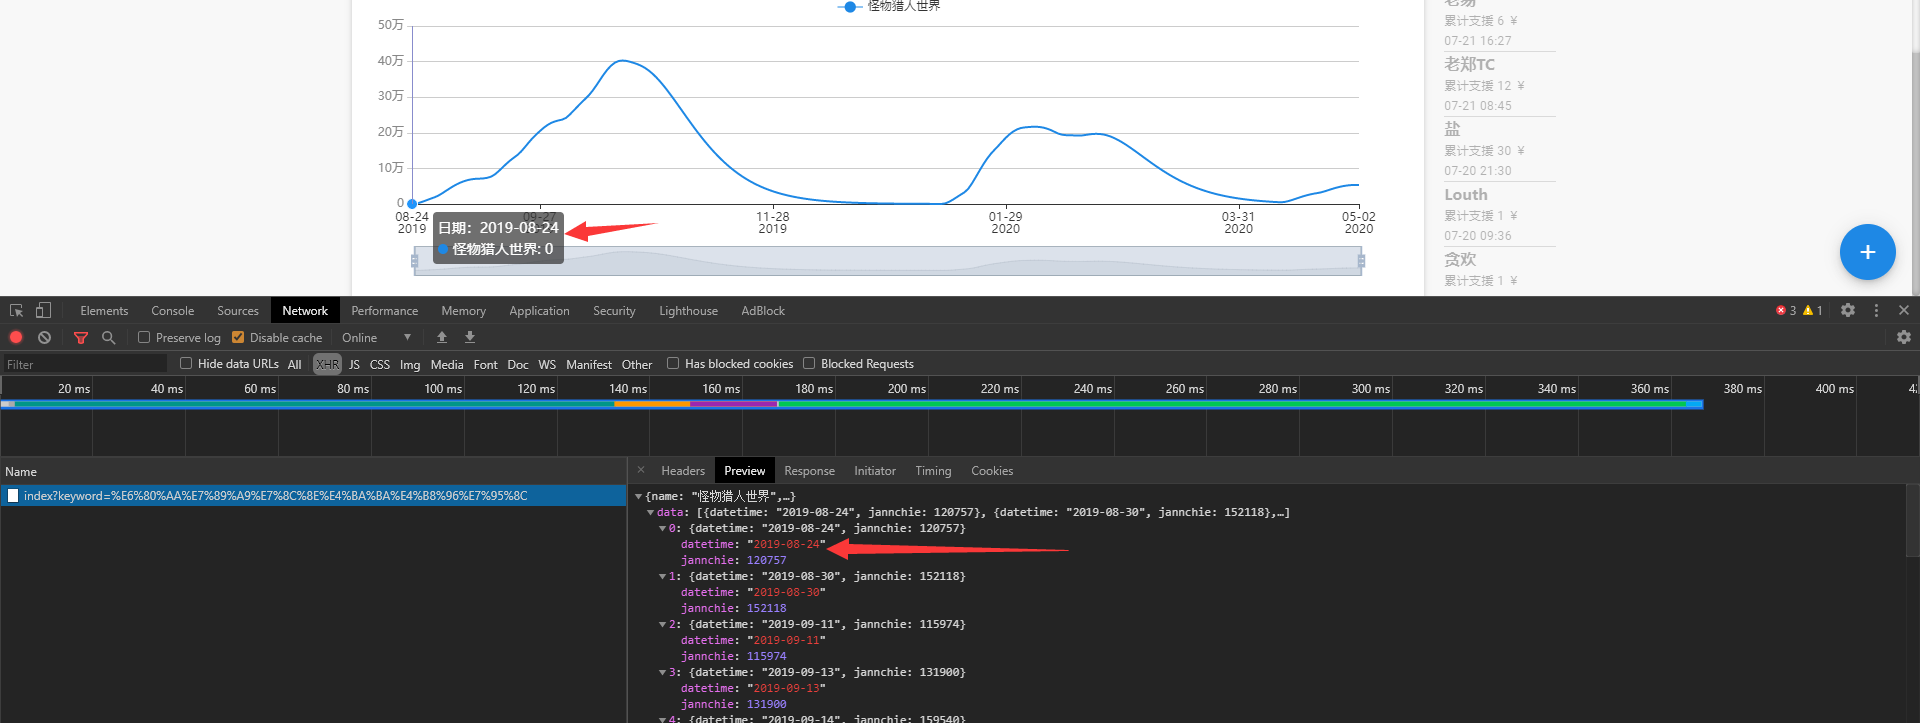 怪物猎人世界
50万
40万
30万
20万
10万
0
08-24
2019
09-27
11-28
2019
01-29
2020
03-31
2020
05-02
2020
日期: 2019-08-24
怪物猎人世界: 0
老杨
累计支援 6 ￥
07-21 16:27
老郑TC
累计支援 12 ￥
07-21 08:45
盐
累计支援 30 ￥
07-20 21:30
Louth
累计支援 1 ￥
07-20 09:36
贪欢
累计支援 1 ￥
+
Elements Console Sources Network Performance Memory Application Security Lighthouse AdBlock 3 1
Preserve log Disable cache Online
Filter Hide data URLs All XHR JS CSS Img Media Font Doc WS Manifest Other Has blocked cookies Blocked Requests
20 ms 40 ms 60 ms 80 ms 100 ms 120 ms 140 ms 160 ms 180 ms 200 ms 220 ms 240 ms 260 ms 280 ms 300 ms 320 ms 340 ms 360 ms 380 ms 400 ms
Name
index?keyword=%E6%80%AA%E7%89%A9%E7%8C%8E%E4%BA%BA%E4%B8%96%E7%95%8C
Headers Preview Response Initiator Timing Cookies
{name: "怪物猎人世界",…}
data: [{datetime: "2019-08-24", jannchie: 120757}, {datetime: "2019-08-30", jannchie: 152118},…]
0: {datetime: "2019-08-24", jannchie: 120757}
datetime: "2019-08-24"
jannchie: 120757
1: {datetime: "2019-08-30", jannchie: 152118}
datetime: "2019-08-30"
jannchie: 152118
2: {datetime: "2019-09-11", jannchie: 115974}
datetime: "2019-09-11"
jannchie: 115974
3: {datetime: "2019-09-13", jannchie: 131900}
datetime: "2019-09-13"
jannchie: 131900
4: {datetime: "2019-09-14", jannchie: 159540}